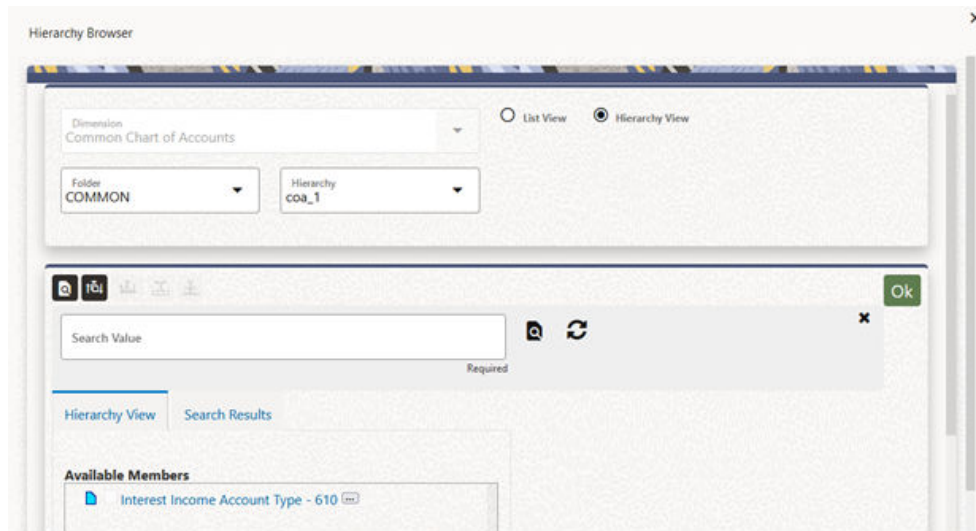 Hierarchy Browser
Dimension
Common Chart of Accounts
List View
Hierarchy View
Folder
COMMON
Hierarchy
coa_1
Ok
Search Value
Required
Hierarchy View
Search Results
Available Members
Interest Income Account Type - 610